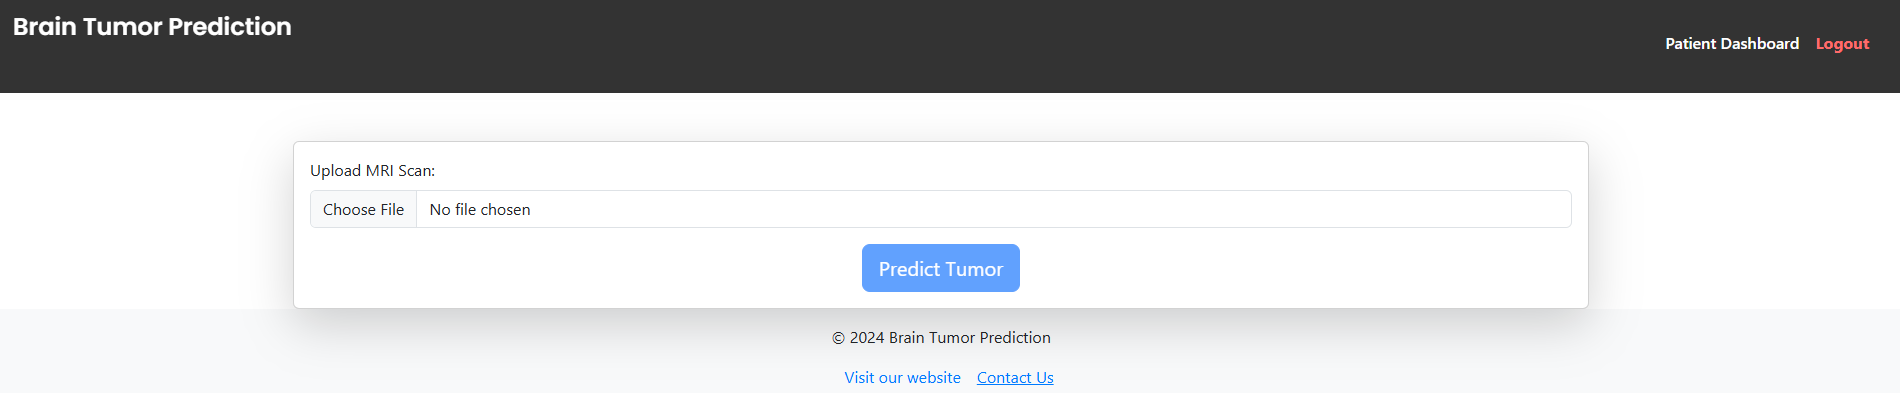 Brain Tumor Prediction
Patient Dashboard Logout
Upload MRI Scan:
Choose File No file chosen
Predict Tumor
© 2024 Brain Tumor Prediction
Visit our website Contact Us